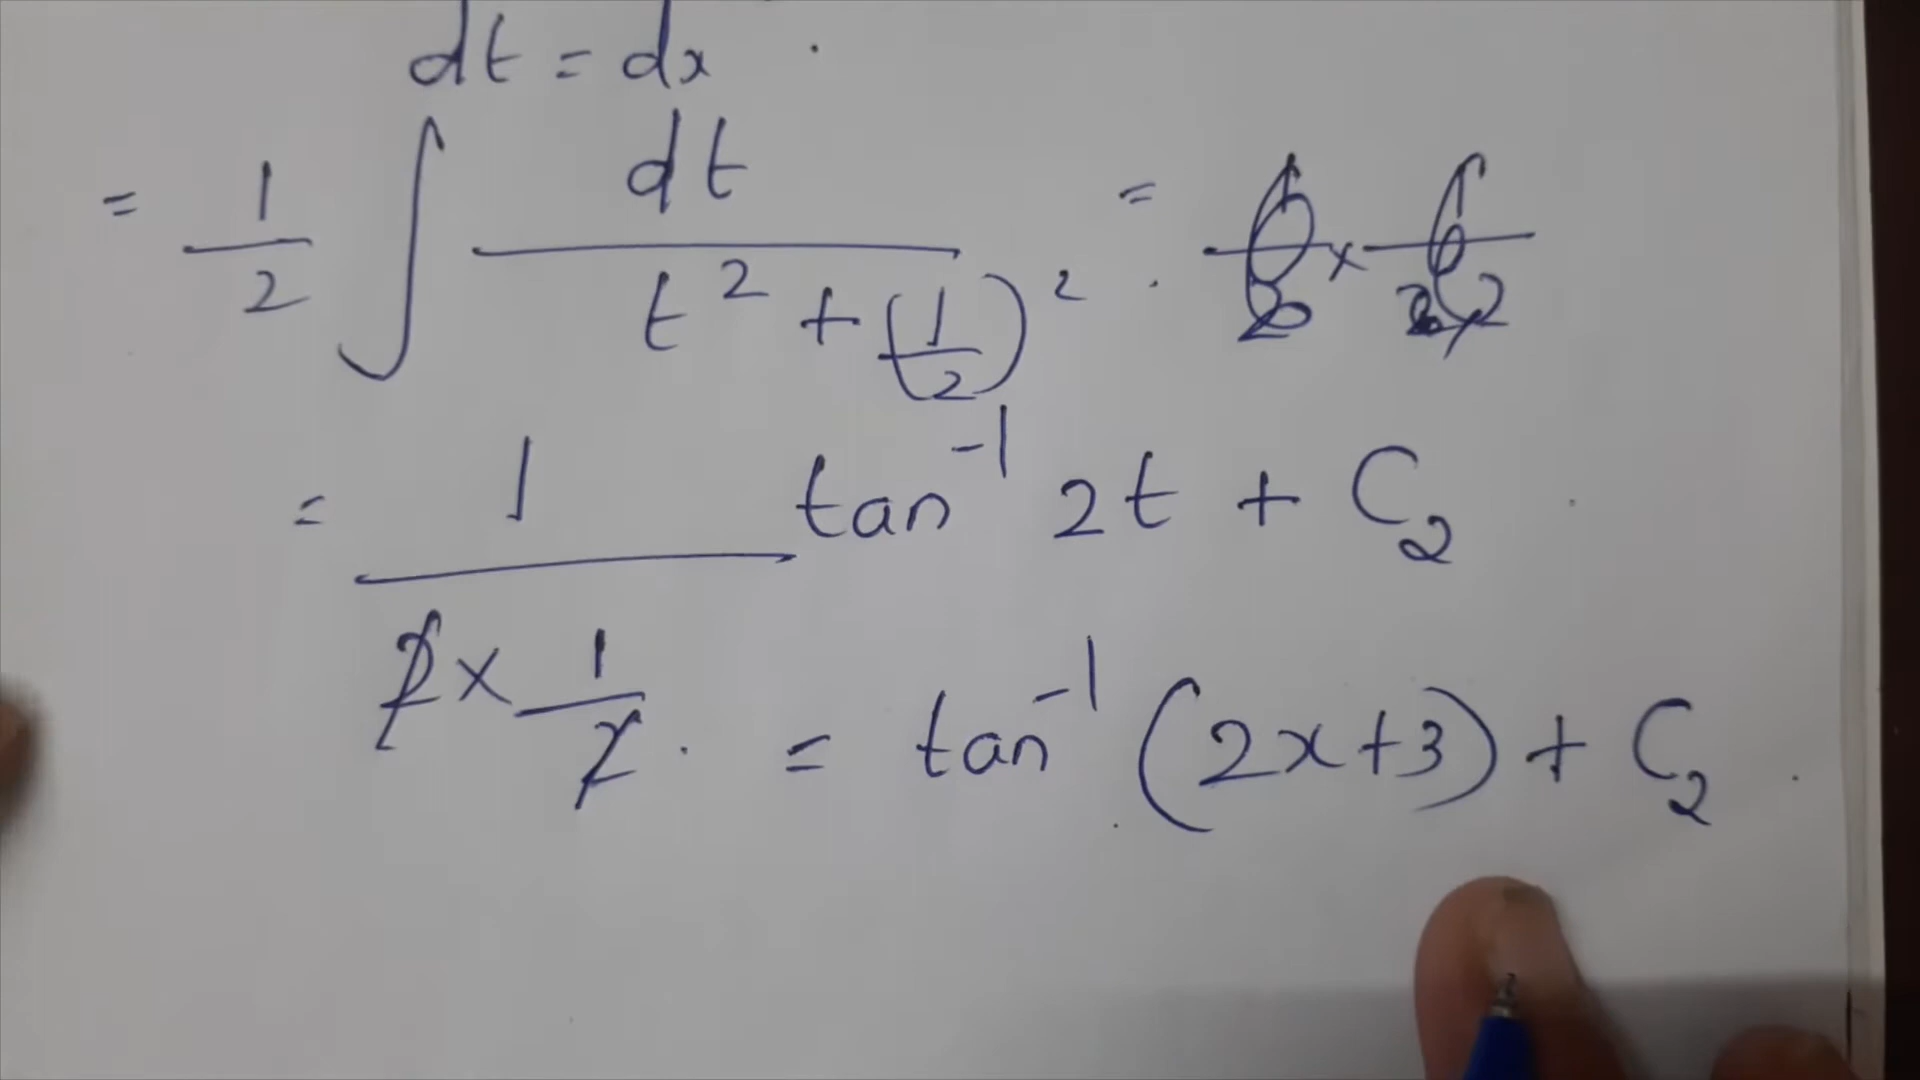 dt = dx
= 1/2 ∫ dt / t² + (1/2)² =
= 1 / 2 × 1/2 tan⁻¹ 2t + C₂
= tan⁻¹ (2x+3) + C₂